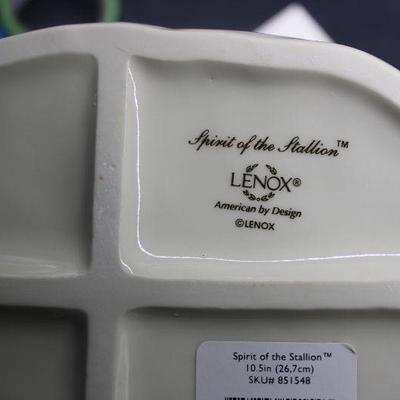 Spirit of the Stallion™
LENOX®
American by Design
©LENOX
Spirit of the Stallion™
10.5in (26,7cm)
SKU# 851548